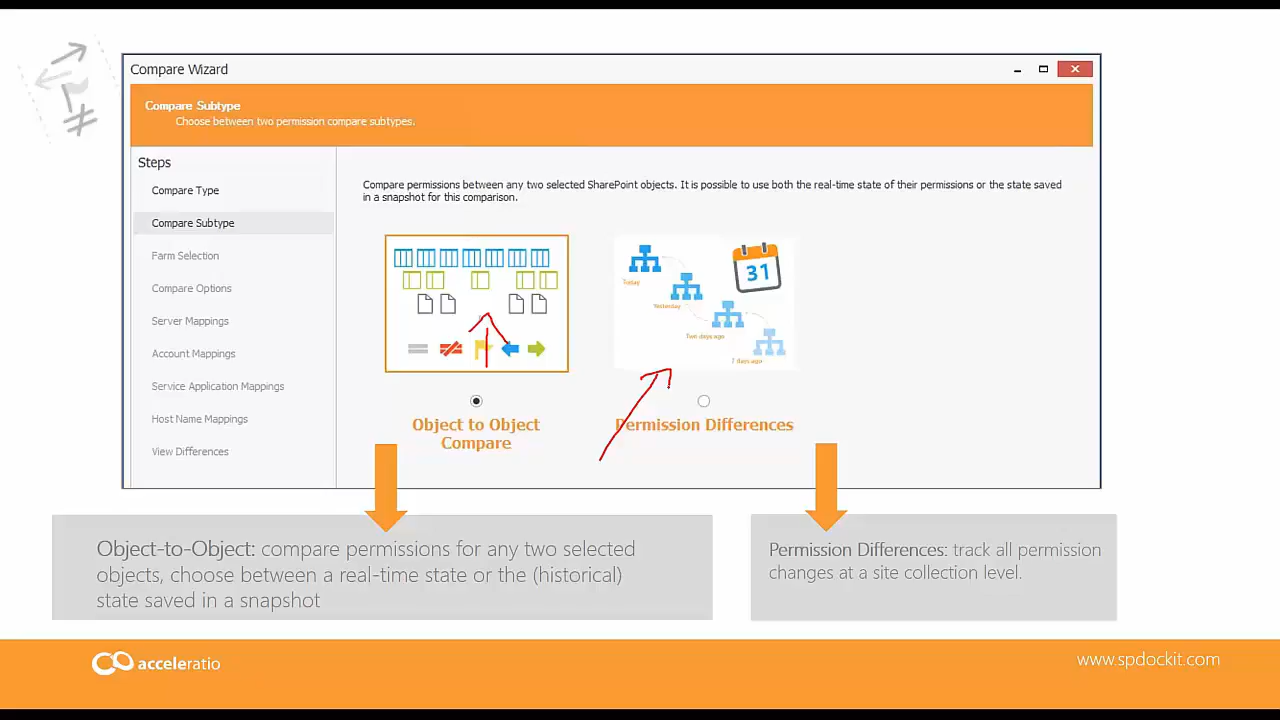 Compare Wizard
Compare Subtype
Choose between two permission compare subtypes.
Steps
Compare Type
Compare Subtype
Farm Selection
Compare Options
Server Mappings
Account Mappings
Service Application Mappings
Host Name Mappings
View Differences
Compare permissions between any two selected SharePoint objects. It is possible to use both the real-time state of their permissions or the state saved
in a snapshot for this comparison.
31
Today
Yesterday
Two days ago
7 days ago
Object to Object
Compare
Permission Differences
Object-to-Object: compare permissions for any two selected
objects, choose between a real-time state or the (historical)
state saved in a snapshot
Permission Differences: track all permission
changes at a site collection level.
acceleratio
www.spdockit.com